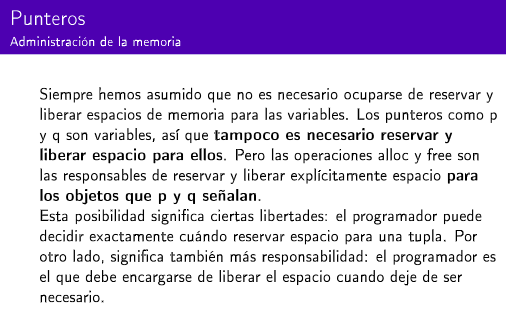 Punteros
Administración de la memoria
Siempre hemos asumido que no es necesario ocuparse de reservar y
liberar espacios de memoria para las variables. Los punteros como p
y q son variables, así que tampoco es necesario reservar y
liberar espacio para ellos. Pero las operaciones alloc y free son
las responsables de reservar y liberar explícitamente espacio para
los objetos que p y q señalan.
Esta posibilidad significa ciertas libertades: el programador puede
decidir exactamente cuándo reservar espacio para una tupla. Por
otro lado, significa también más responsabilidad: el programador es
el que debe encargarse de liberar el espacio cuando deje de ser
necesario.